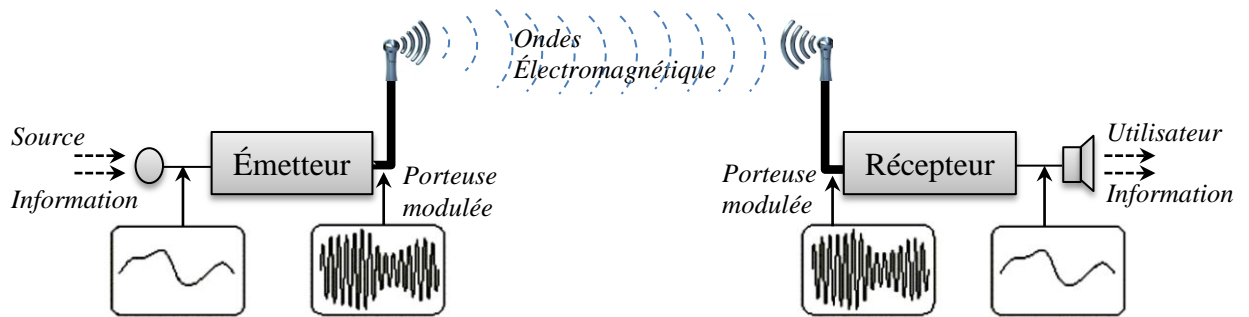 Ondes
Électromagnétique
Source
Information
Émetteur
Porteuse
modulée
Porteuse
modulée
Récepteur
Utilisateur
Information